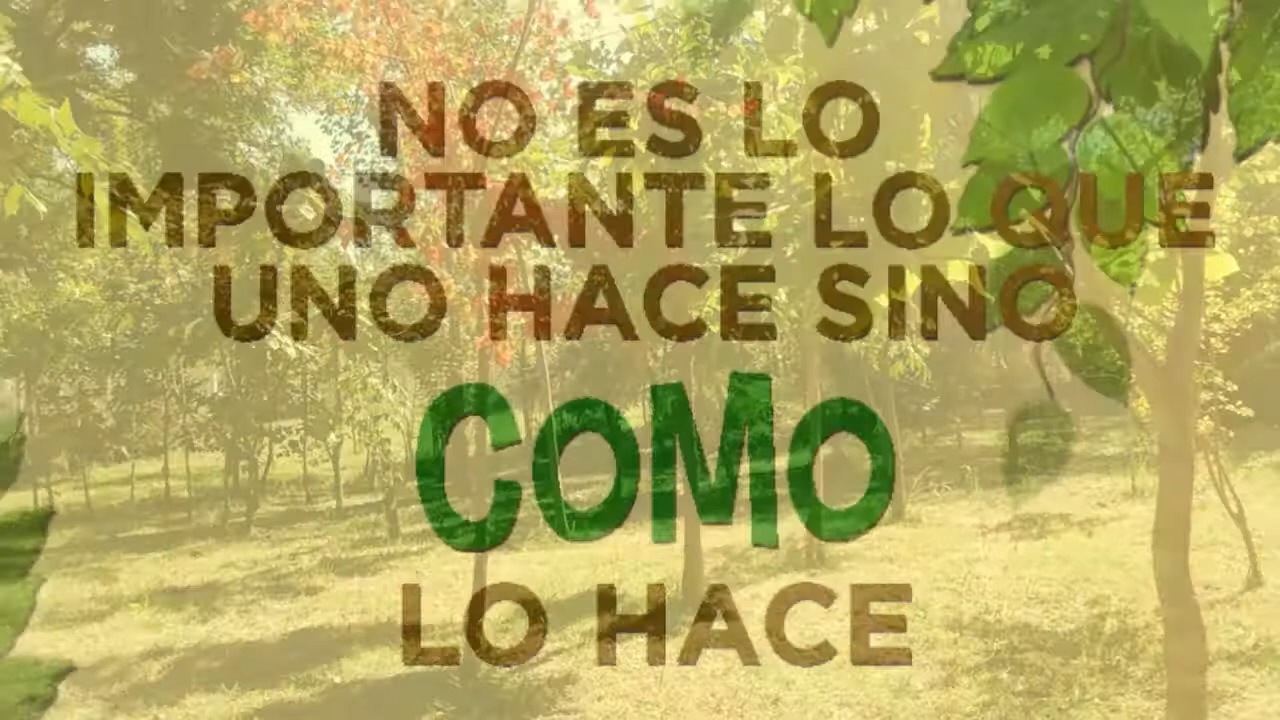 NO ES LO
IMPORTANTE LO QUE
UNO HACE SINO
COMO
LO HACE